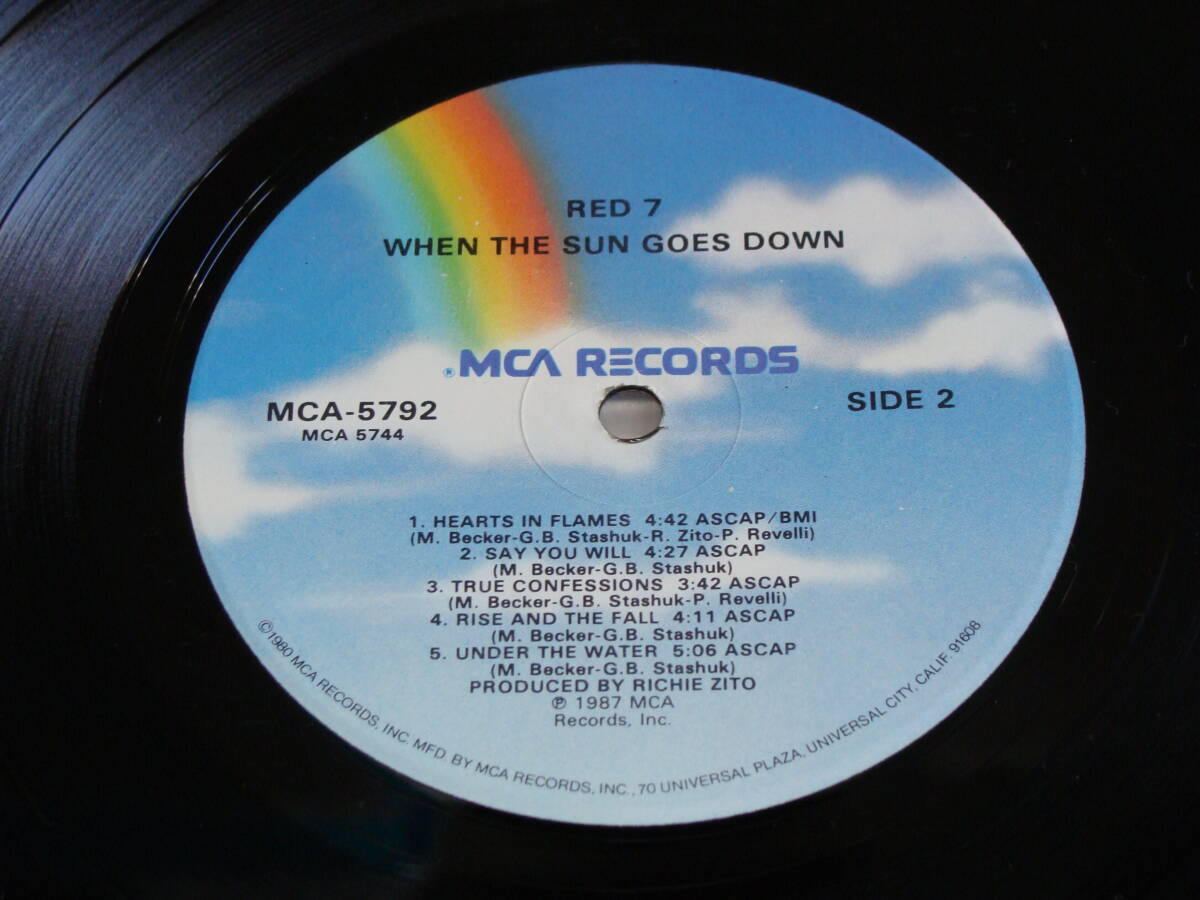 RED 7
WHEN THE SUN GOES DOWN
®MCA RECORDS
MCA-5792
MCA 5744
SIDE 2
1. HEARTS IN FLAMES 4:42 ASCAP/BMI
(M. Becker-G.B. Stashuk-R. Zito-P. Revelli)
2. SAY YOU WILL 4:27 ASCAP
(M. Becker-G.B. Stashuk)
3. TRUE CONFESSIONS 3:42 ASCAP
(M. Becker-G.B. Stashuk-P. Revelli)
4. RISE AND THE FALL 4:11 ASCAP
(M. Becker-G.B. Stashuk)
5. UNDER THE WATER 5:06 ASCAP
(M. Becker-G.B. Stashuk)
PRODUCED BY RICHIE ZITO
℗ 1987 MCA
Records, Inc.
©1980 MCA RECORDS, INC. MFD. BY MCA RECORDS, INC., 70 UNIVERSAL PLAZA, UNIVERSAL CITY, CALIF. 91608